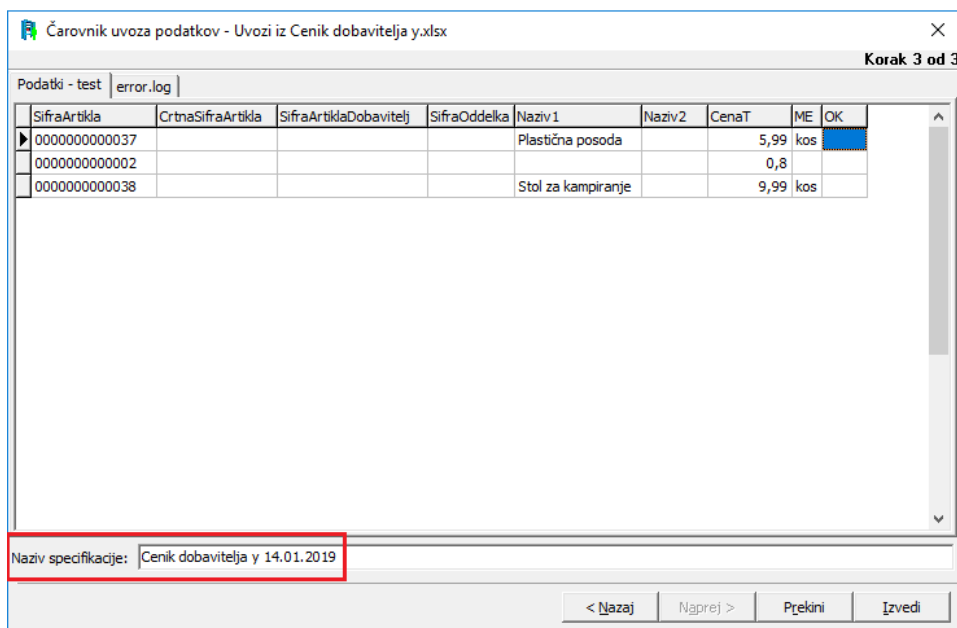 Čarovnik uvoza podatkov - Uvozi iz Cenik dobavitelja y.xlsx
Korak 3 od 3
Podatki - test error.log
SifraArtikla CrtnaSifraArtikla SifraArtiklaDobavitelj SifraOddelka Naziv1 Naziv2 CenaT ME OK
0000000000037 Plastična posoda 5,99 kos
0000000000002 0,8
0000000000038 Stol za kampiranje 9,99 kos
Naziv specifikacije: Cenik dobavitelja y 14.01.2019
< Nazaj Naprej > Prekini Izvedi